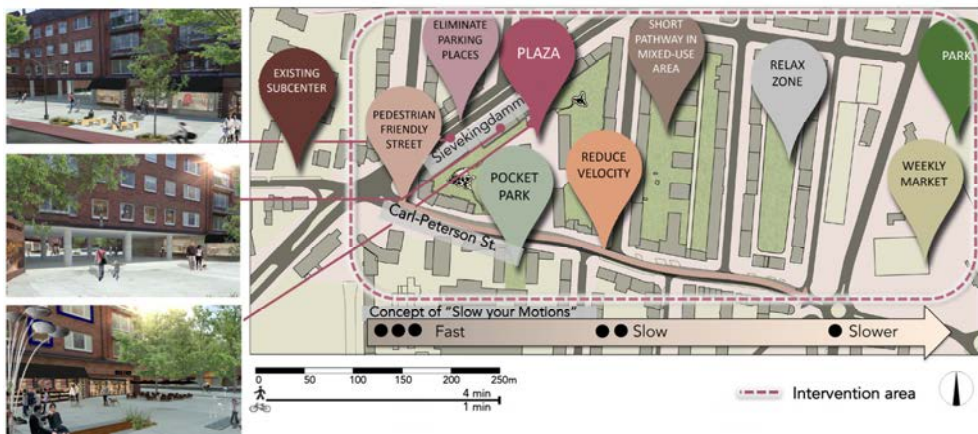 EXISTING
SUBCENTER
PEDESTRIAN
FRIENDLY
STREET
ELIMINATE
PARKING
PLACES
PLAZA
SHORT
PATHWAY IN
MIXED-USE
AREA
RELAX
ZONE
PARK
Sievekingdamm
POCKET
PARK
REDUCE
VELOCITY
WEEKLY
MARKET
Carl-Peterson St.
Concept of "Slow your Motions"
Fast
Slow
Slower
0 50 100 150 200 250m
4 min
1 min
Intervention area